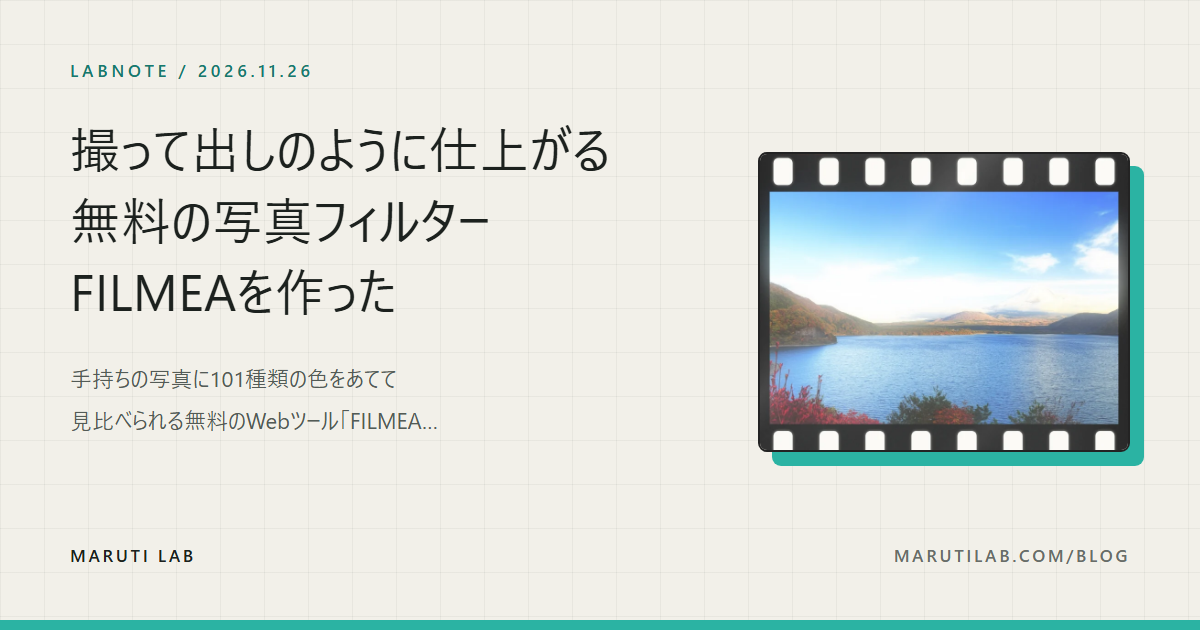 LABNOTE / 2026.11.26
撮って出しのように仕上がる
無料の写真フィルター
FILMEAを作った
手持ちの写真に101種類の色をあてて
見比べられる無料のWebツール「FILMEA...
MARUTI LAB
MARUTILAB.COM/BLOG